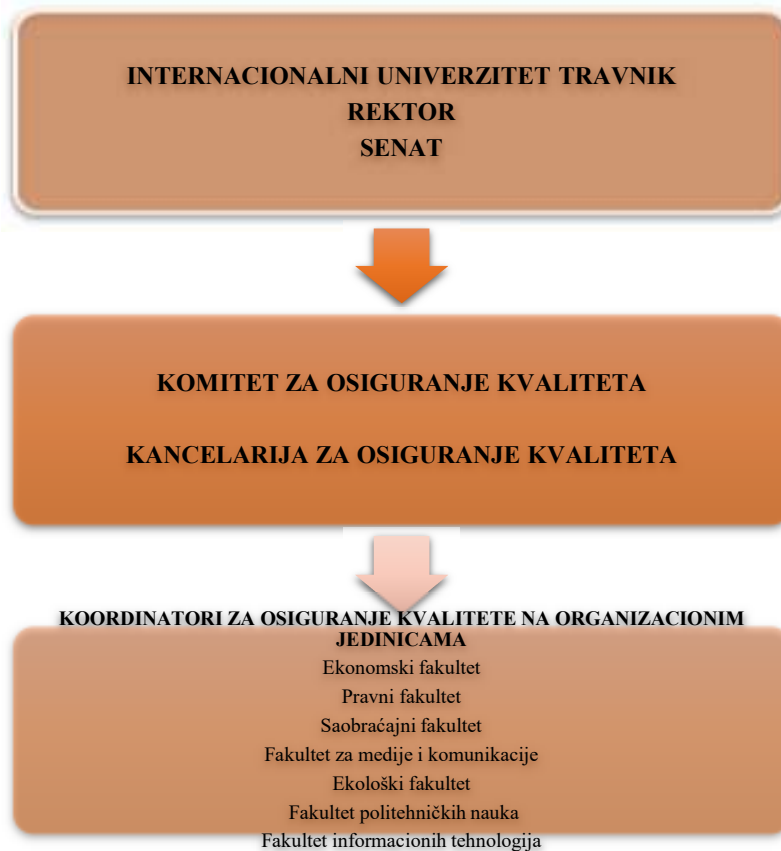 INTERNACIONALNI UNIVERZITET TRAVNIK
REKTOR
SENAT
KOMITET ZA OSIGURANJE KVALITETA
KANCELARIJA ZA OSIGURANJE KVALITETA
KOORDINATORI ZA OSIGURANJE KVALITETE NA ORGANIZACIONIM
JEDINICAMA
Ekonomski fakultet
Pravni fakultet
Saobraćajni fakultet
Fakultet za medije i komunikacije
Ekološki fakultet
Fakultet politehničkih nauka
Fakultet informacionih tehnologija